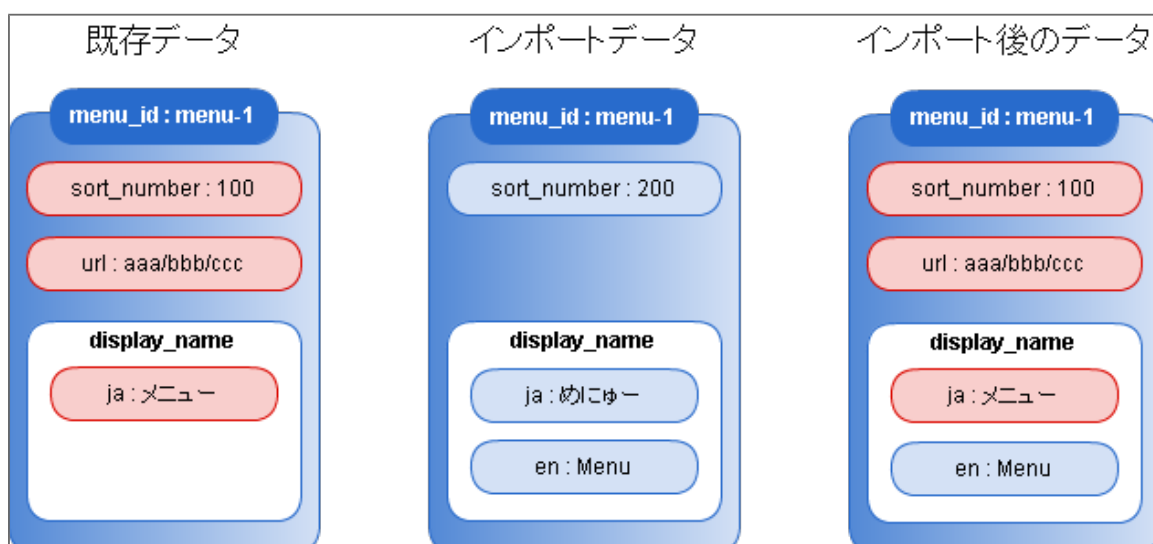 既存データ
menu_id : menu-1
sort_number : 100
url : aaa/bbb/ccc
display_name
ja : メニュー
インポートデータ
menu_id : menu-1
sort_number : 200
display_name
ja : めにゅー
en : Menu
インポート後のデータ
menu_id : menu-1
sort_number : 100
url : aaa/bbb/ccc
display_name
ja : メニュー
en : Menu